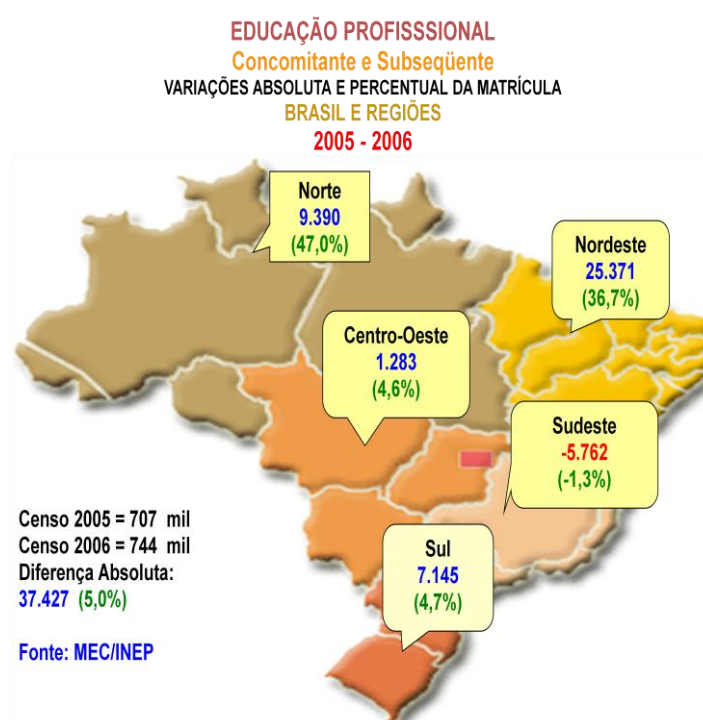 EDUCAÇÃO PROFISSSIONAL
Concomitante e Subseqüente
VARIAÇÕES ABSOLUTA E PERCENTUAL DA MATRÍCULA
BRASIL E REGIÕES
2005 - 2006
Norte
9.390
(47,0%)
Nordeste
25.371
(36,7%)
Centro-Oeste
1.283
(4,6%)
Sudeste
-5.762
(-1,3%)
Sul
7.145
(4,7%)
Censo 2005 = 707 mil
Censo 2006 = 744 mil
Diferença Absoluta:
37.427 (5,0%)
Fonte: MEC/INEP